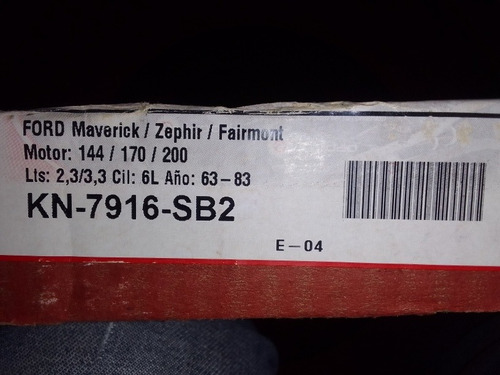 FORD Maverick / Zephir / Fairmont
Motor: 144 / 170 / 200
Lts: 2,3/3,3 Cil: 6L Año: 63-83
KN-7916-SB2
E-04